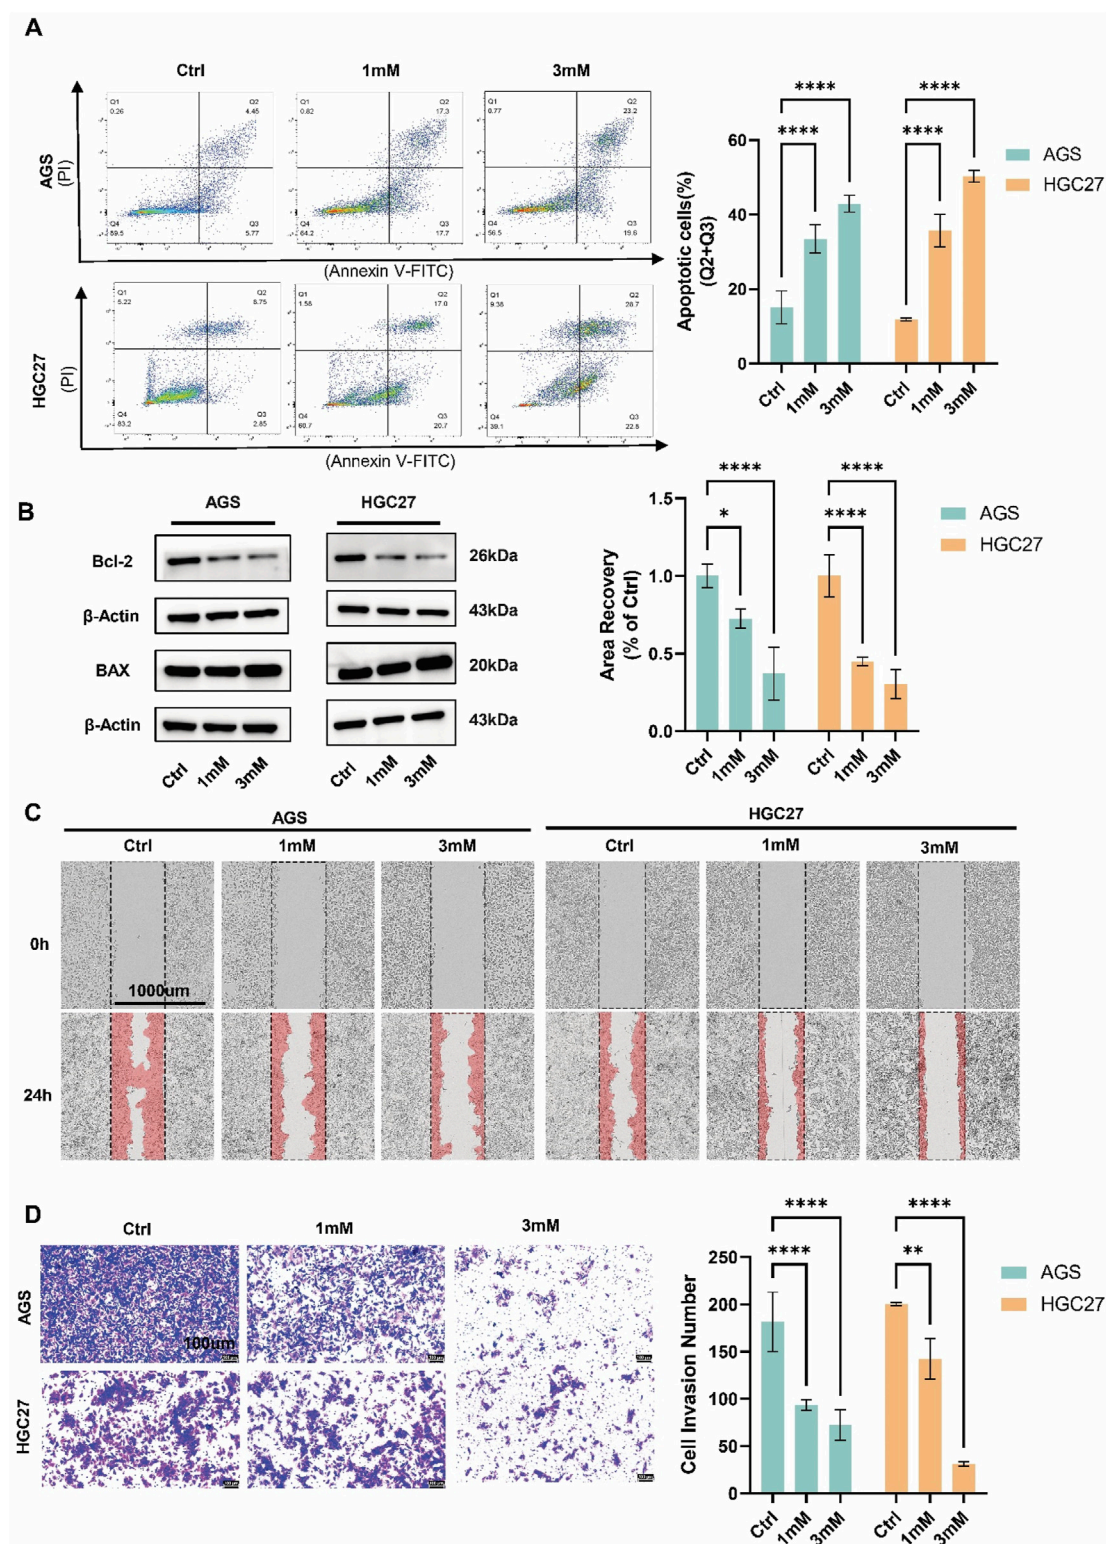 A
Ctrl 1mM 3mM
Q1 Q2 Q1 Q2 Q1 Q2
0.26 4.45 0.82 17.3 0.77 23.2
AGS
(PI)
Q4 Q3 Q4 Q3 Q4 Q3
89.5 5.77 64.2 17.7 56.5 19.6
(Annexin V-FITC)
Q1 Q2 Q1 Q2 Q1 Q2
5.22 8.75 1.58 17.0 9.38 28.7
HGC27
(PI)
Q4 Q3 Q4 Q3 Q4 Q3
83.2 2.85 60.7 20.7 39.1 22.8
(Annexin V-FITC)
**** ****
**** ****
AGS
HGC27
Apoptotic cells(%)
(Q2+Q3)
60
40
20
0
Ctrl 1mM 3mM Ctrl 1mM 3mM
B
AGS HGC27
Bcl-2 26kDa
β-Actin 43kDa
BAX 20kDa
β-Actin 43kDa
Ctrl 1mM 3mM Ctrl 1mM 3mM
**** ****
* ****
AGS
HGC27
Area Recovery
(% of Ctrl)
1.5
1.0
0.5
0.0
Ctrl 1mM 3mM Ctrl 1mM 3mM
C
AGS HGC27
Ctrl 1mM 3mM Ctrl 1mM 3mM
0h
1000um
24h
D
Ctrl 1mM 3mM
AGS
100um
HGC27
**** ****
**** **
AGS
HGC27
Cell Invasion Number
250
200
150
100
50
0
Ctrl 1mM 3mM Ctrl 1mM 3mM